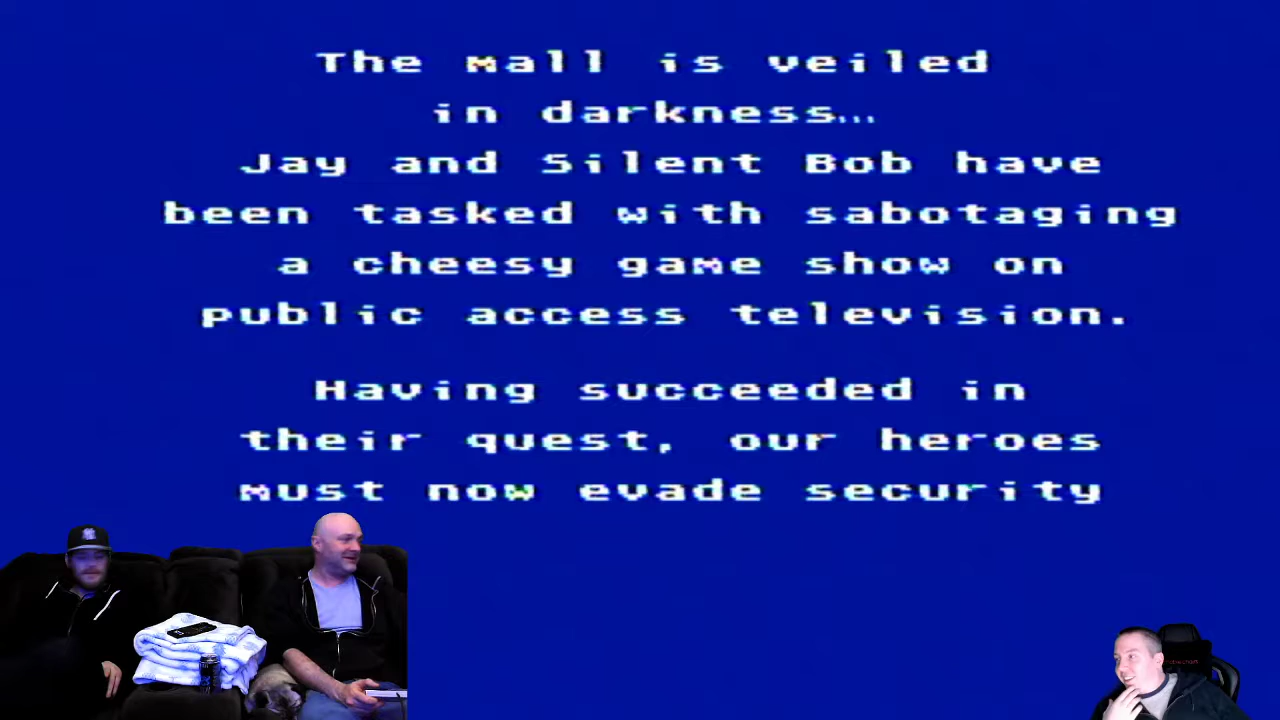 The mall is veiled
in darkness...
Jay and Silent Bob have
been tasked with sabotaging
a cheesy game show on
public access television.
Having succeeded in
their quest, our heroes
must now evade security